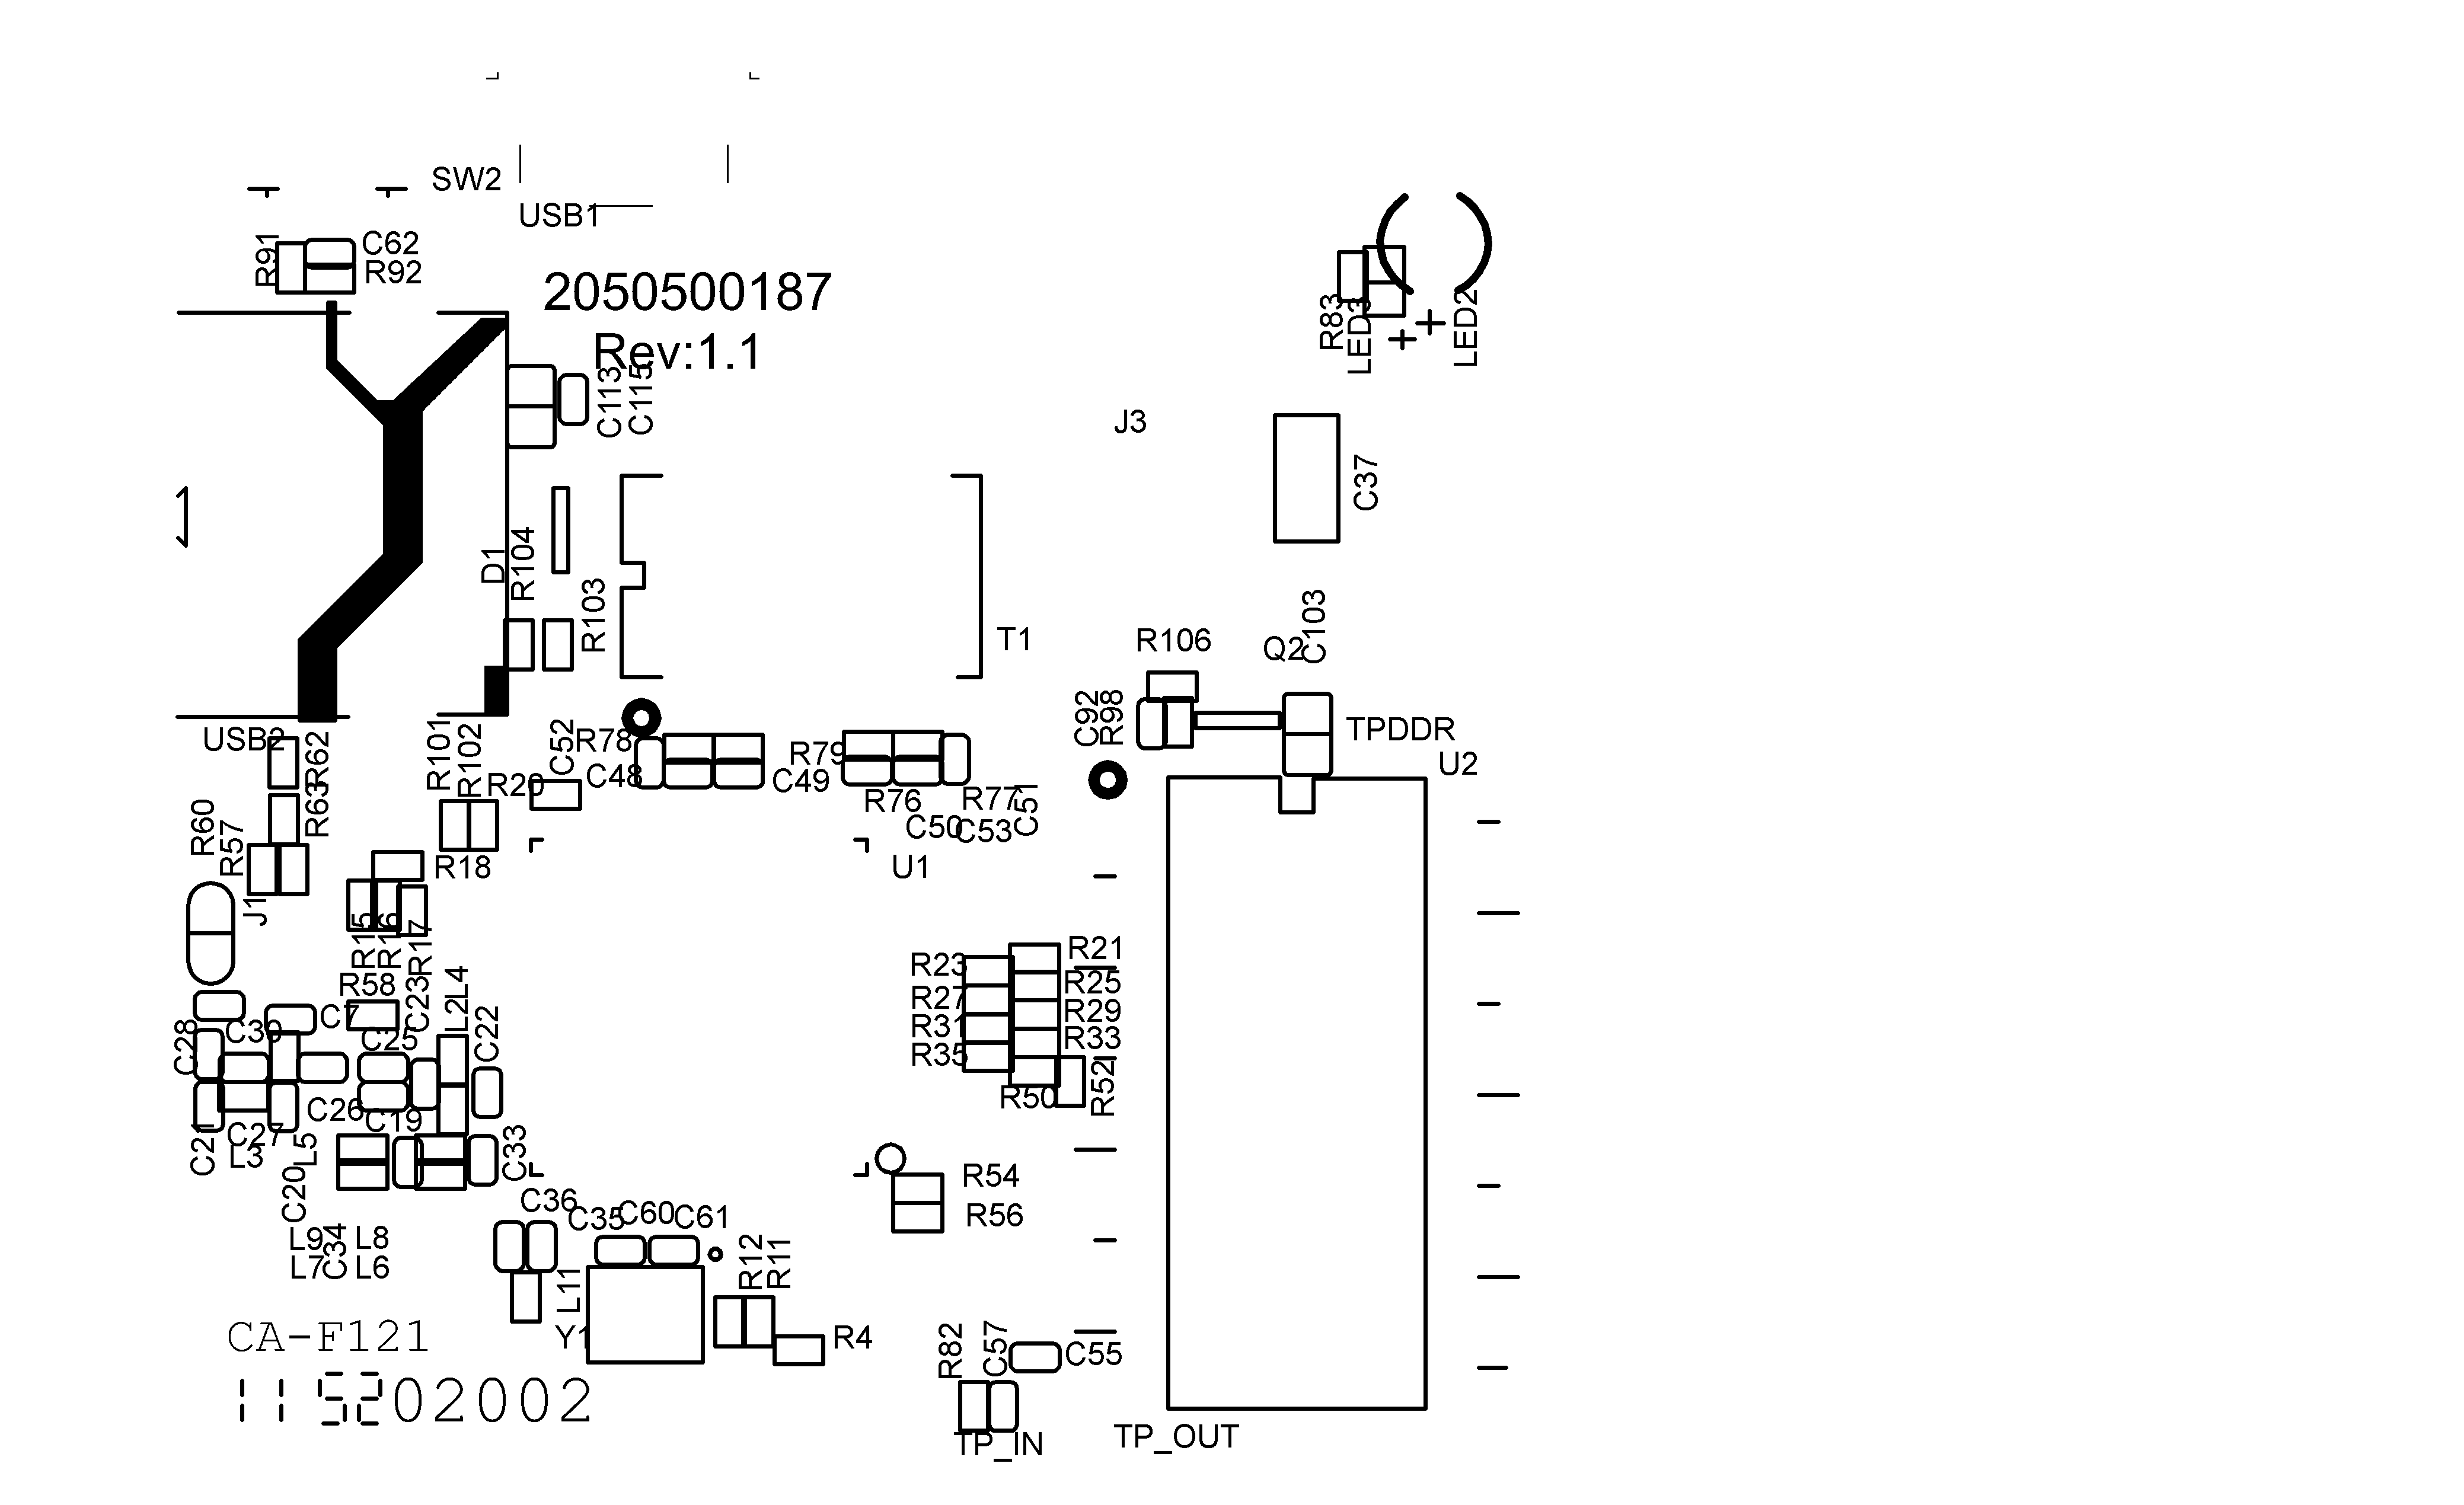 SW2
USB1
R91
C62
R92
2050500187
Rev:1.1
R83
LED3
LED2
C113
C115
J3
C37
D1
R104
R103
T1
R106
Q2
C103
C92
R98
TPDDR
U2
USB2
R62
R63
R101
R102
R20
C52
R78
C48
C49
R79
R76
R77
C50
C53
C51
R60
R57
R18
U1
J1
R15
R16
R17
R58
C23
L2
L4
C22
R21
R23
R25
R27
R29
R31
R33
R35
R50
R52
C28
C30
C7
C25
C26
C19
C21
C27
L3
L5
C20
C33
R54
R56
C36
C35
C60
C61
L9
C34
L8
L7
L6
R12
R11
L11
Y1
R4
CA-F121
R82
C57
C55
115202002
TP_IN
TP_OUT